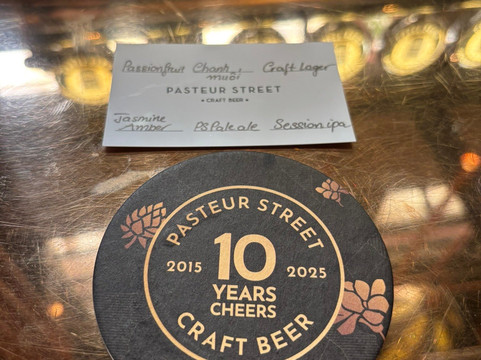 Passionfruit Chanh muối Craft Lager
PASTEUR STREET
• CRAFT BEER •
Jasmine Amber PS Pale ale Session ipa
PASTEUR STREET
2015 10 2025
YEARS
CHEERS
CRAFT BEER